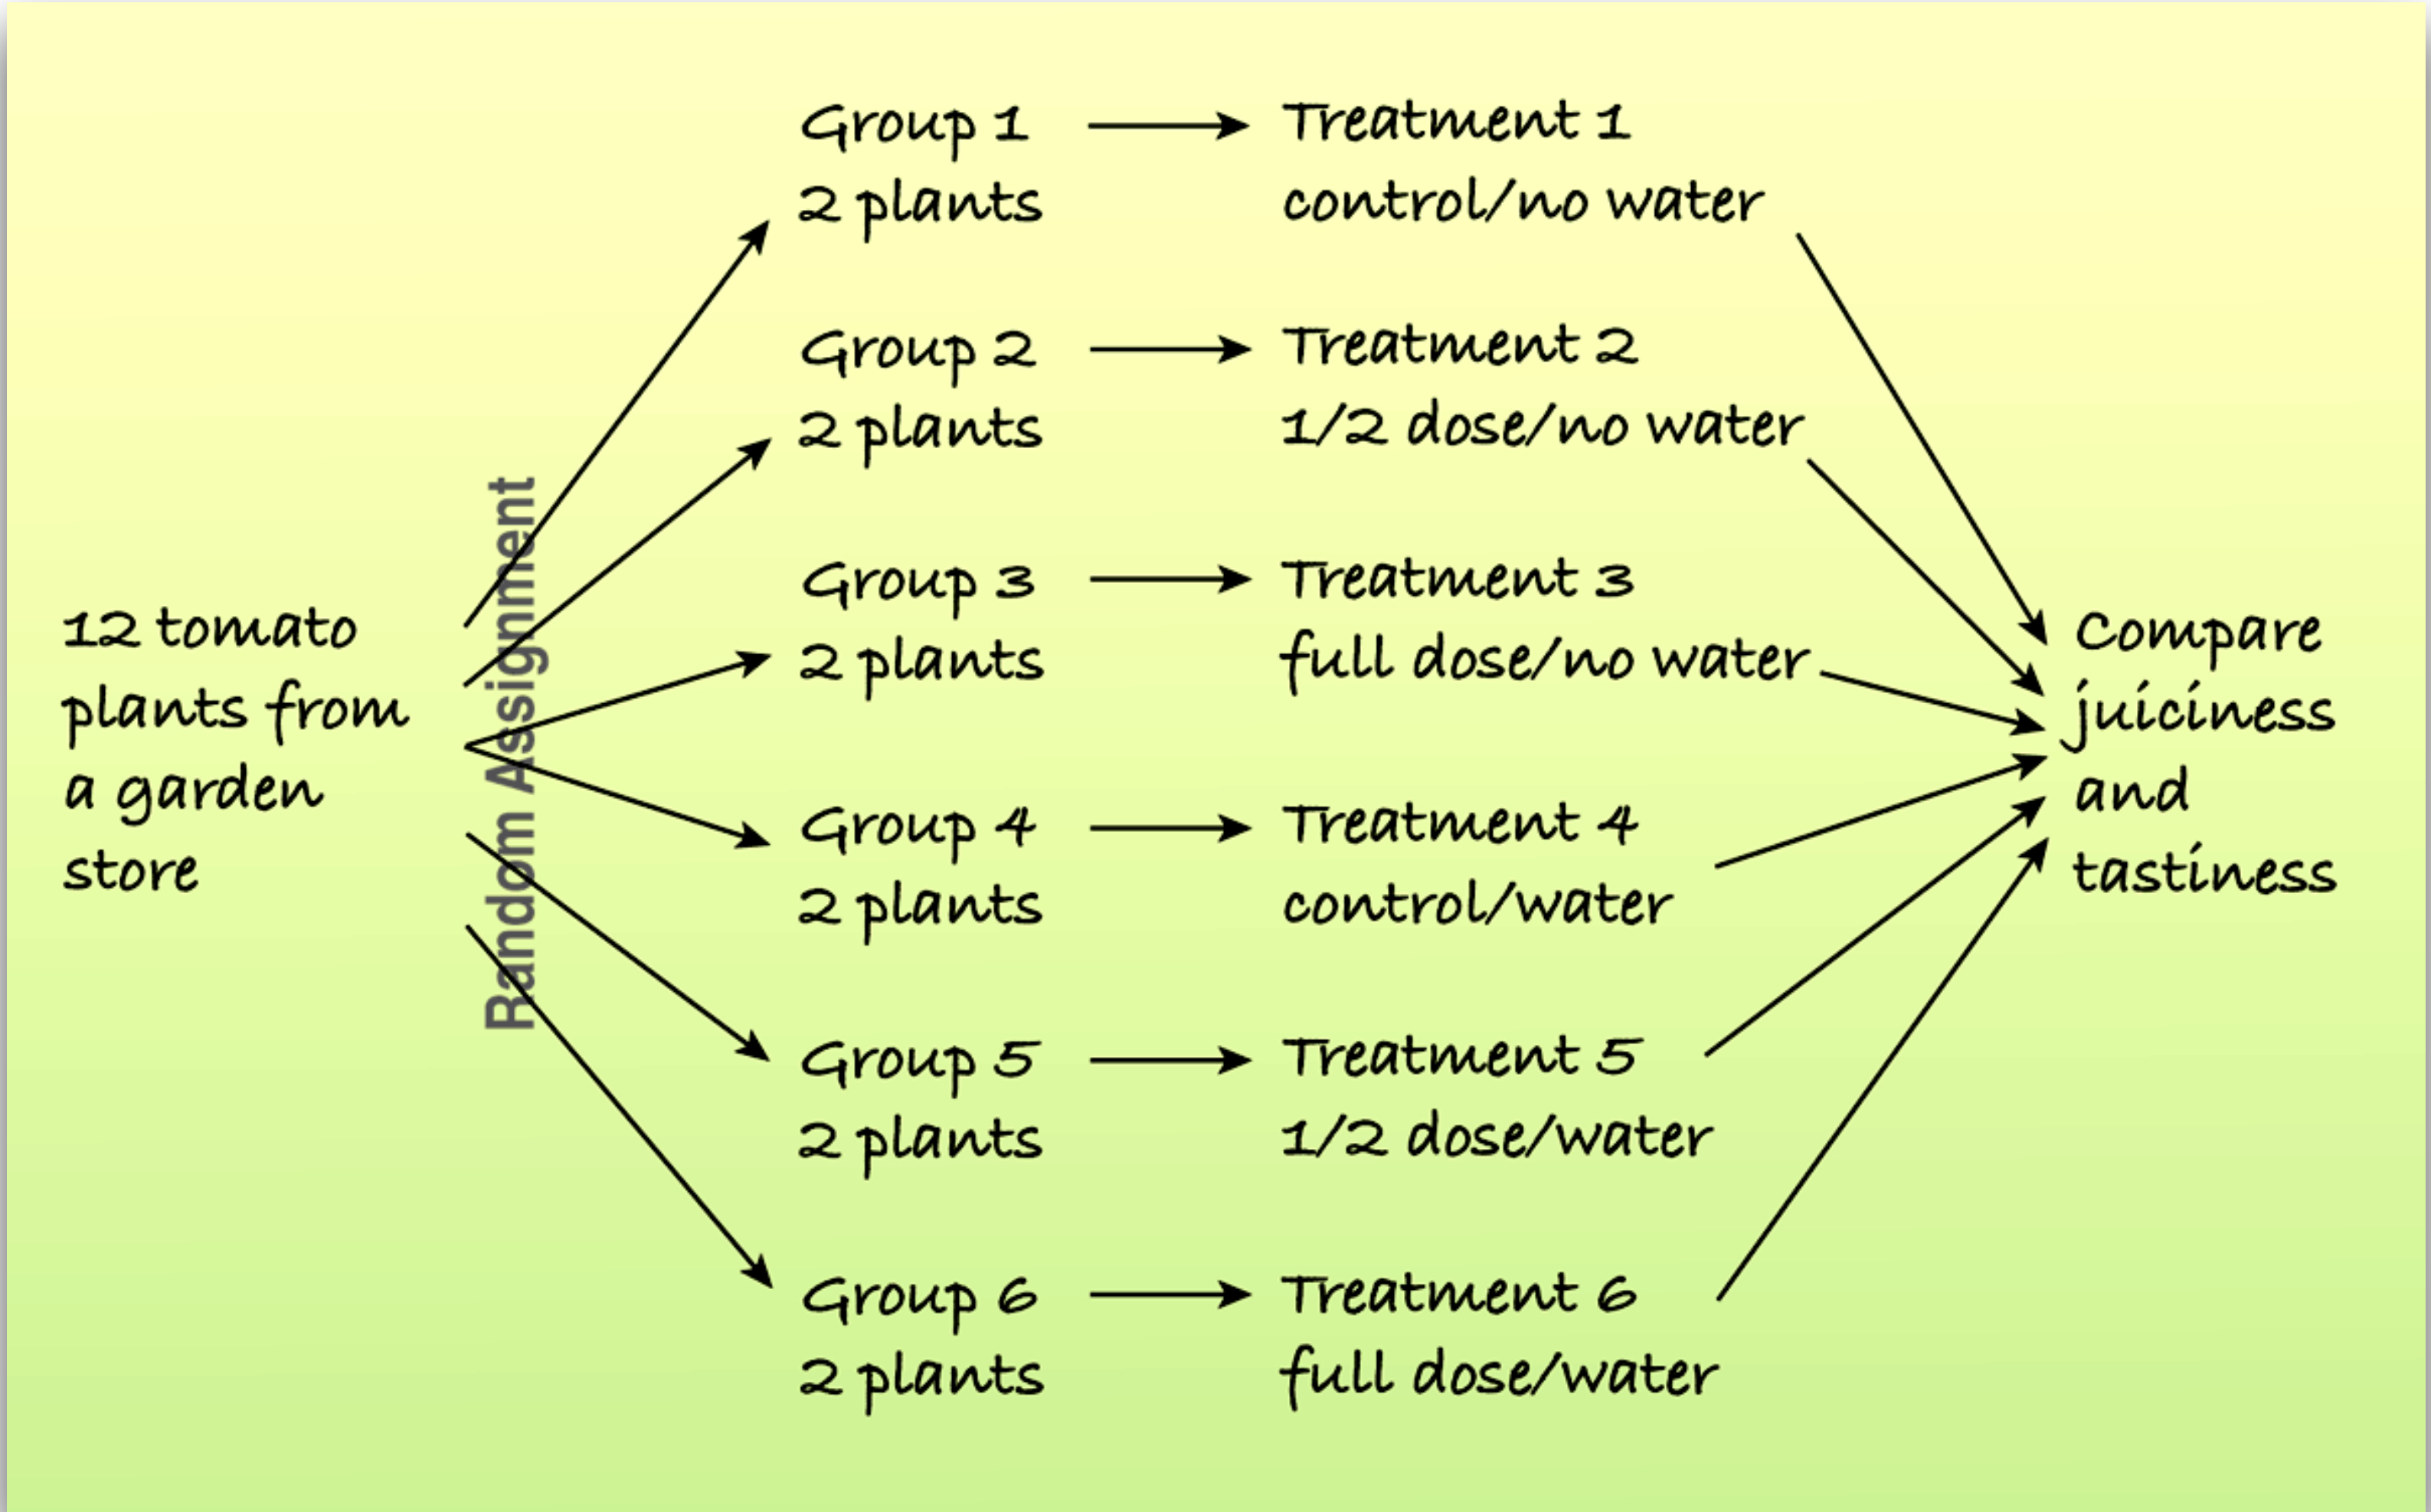 12 tomato
plants from
a garden
store
Random Assignment
Group 1
2 plants
Treatment 1
control/no water
Group 2
2 plants
Treatment 2
1/2 dose/no water
Group 3
2 plants
Treatment 3
full dose/no water
Group 4
2 plants
Treatment 4
control/water
Group 5
2 plants
Treatment 5
1/2 dose/water
Group 6
2 plants
Treatment 6
full dose/water
Compare
juiciness
and
tastiness